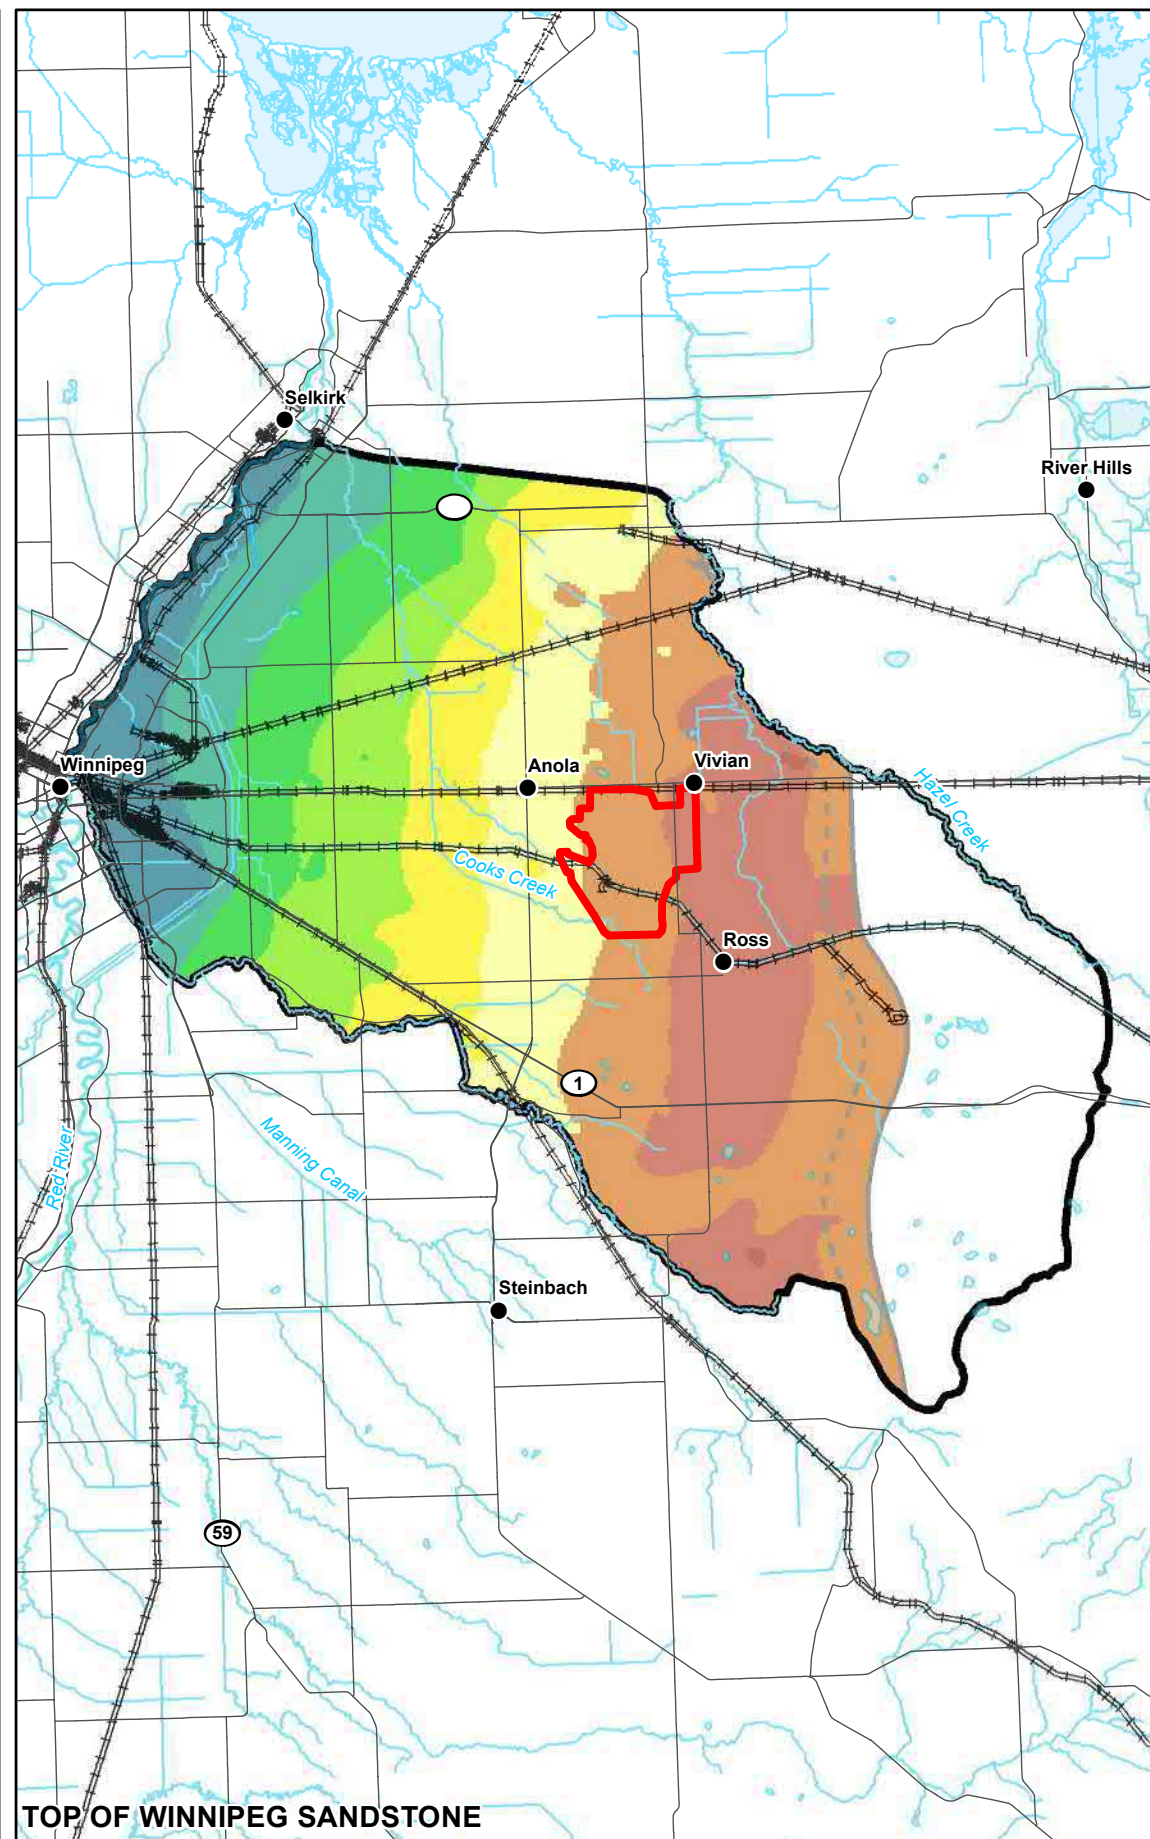 Selkirk
River Hills
Winnipeg
Anola
Vivian
Hazel Creek
Cooks Creek
Ross
1
Manning Canal
Red River
Steinbach
59
TOP OF WINNIPEG SANDSTONE